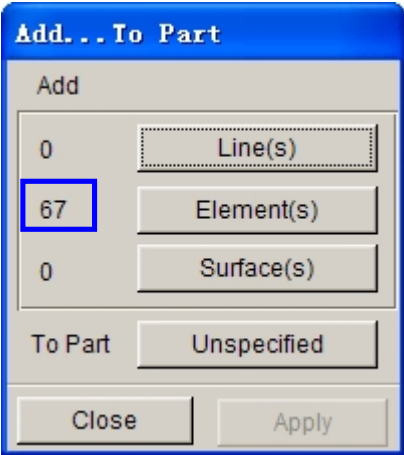 Add...To Part
Add
0 Line(s)
67 Element(s)
0 Surface(s)
To Part Unspecified
Close Apply